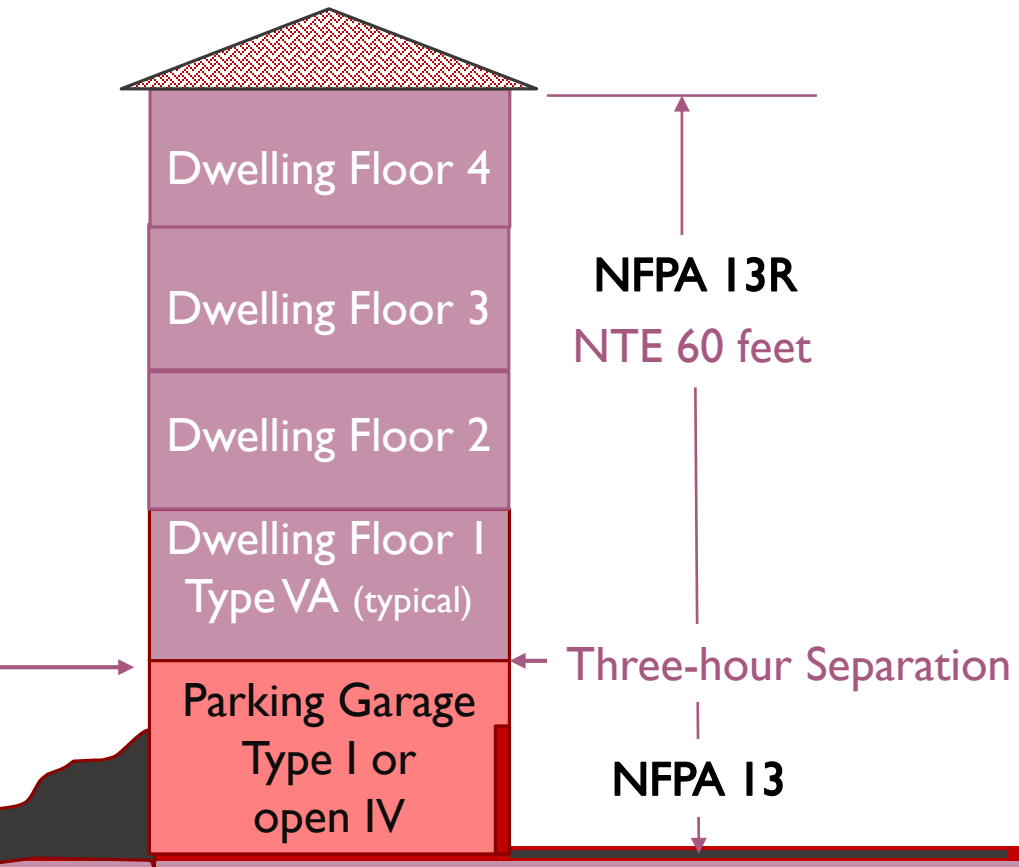 Dwelling Floor 4
NFPA 13R
Dwelling Floor 3
NTE 60 feet
Dwelling Floor 2
Dwelling Floor 1
Type VA (typical)
Three-hour Separation
Parking Garage
Type I or
open IV
NFPA 13